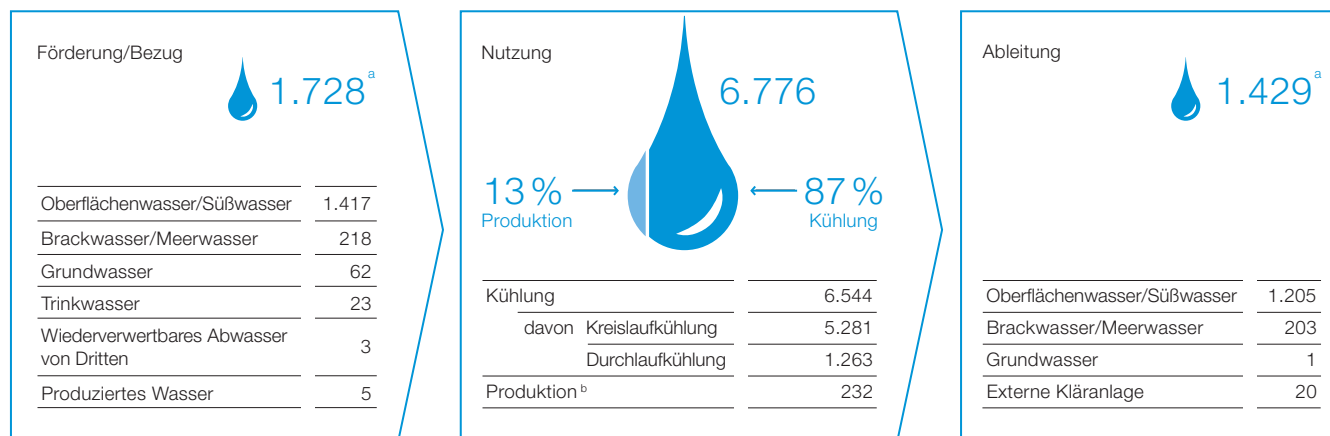 Förderung/Bezug
1.728 a
Oberflächenwasser/Süßwasser 1.417
Brackwasser/Meerwasser 218
Grundwasser 62
Trinkwasser 23
Wiederverwertbares Abwasser
von Dritten 3
Produziertes Wasser 5
Nutzung
6.776
13 % 87 %
Produktion Kühlung
Kühlung 6.544
davon Kreislaufkühlung 5.281
Durchlaufkühlung 1.263
Produktion b 232
Ableitung
1.429 a
Oberflächenwasser/Süßwasser 1.205
Brackwasser/Meerwasser 203
Grundwasser 1
Externe Kläranlage 20